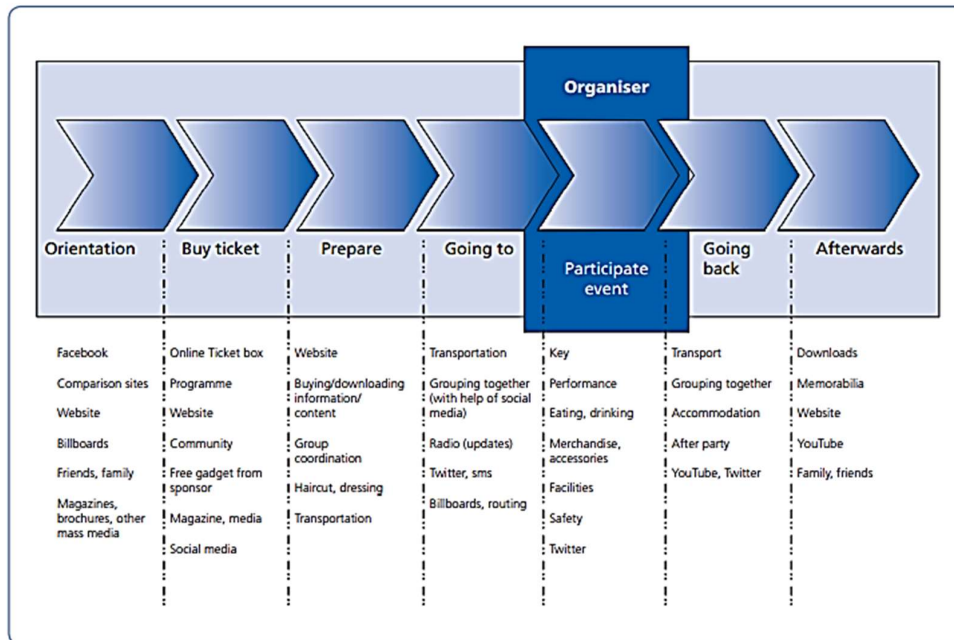 Organiser
Orientation
Buy ticket
Prepare
Going to
Participate
event
Going
back
Afterwards
Facebook
Comparison sites
Website
Billboards
Friends, family
Magazines,
brochures, other
mass media
Online Ticket box
Programme
Website
Community
Free gadget from
sponsor
Magazine, media
Social media
Website
Buying/downloading
information/
content
Group
coordination
Haircut, dressing
Transportation
Transportation
Grouping together
(with help of social
media)
Radio (updates)
Twitter, sms
Billboards, routing
Key
Performance
Eating, drinking
Merchandise,
accessories
Facilities
Safety
Twitter
Transport
Grouping together
Accommodation
After party
YouTube, Twitter
Downloads
Memorabilia
Website
YouTube
Family, friends